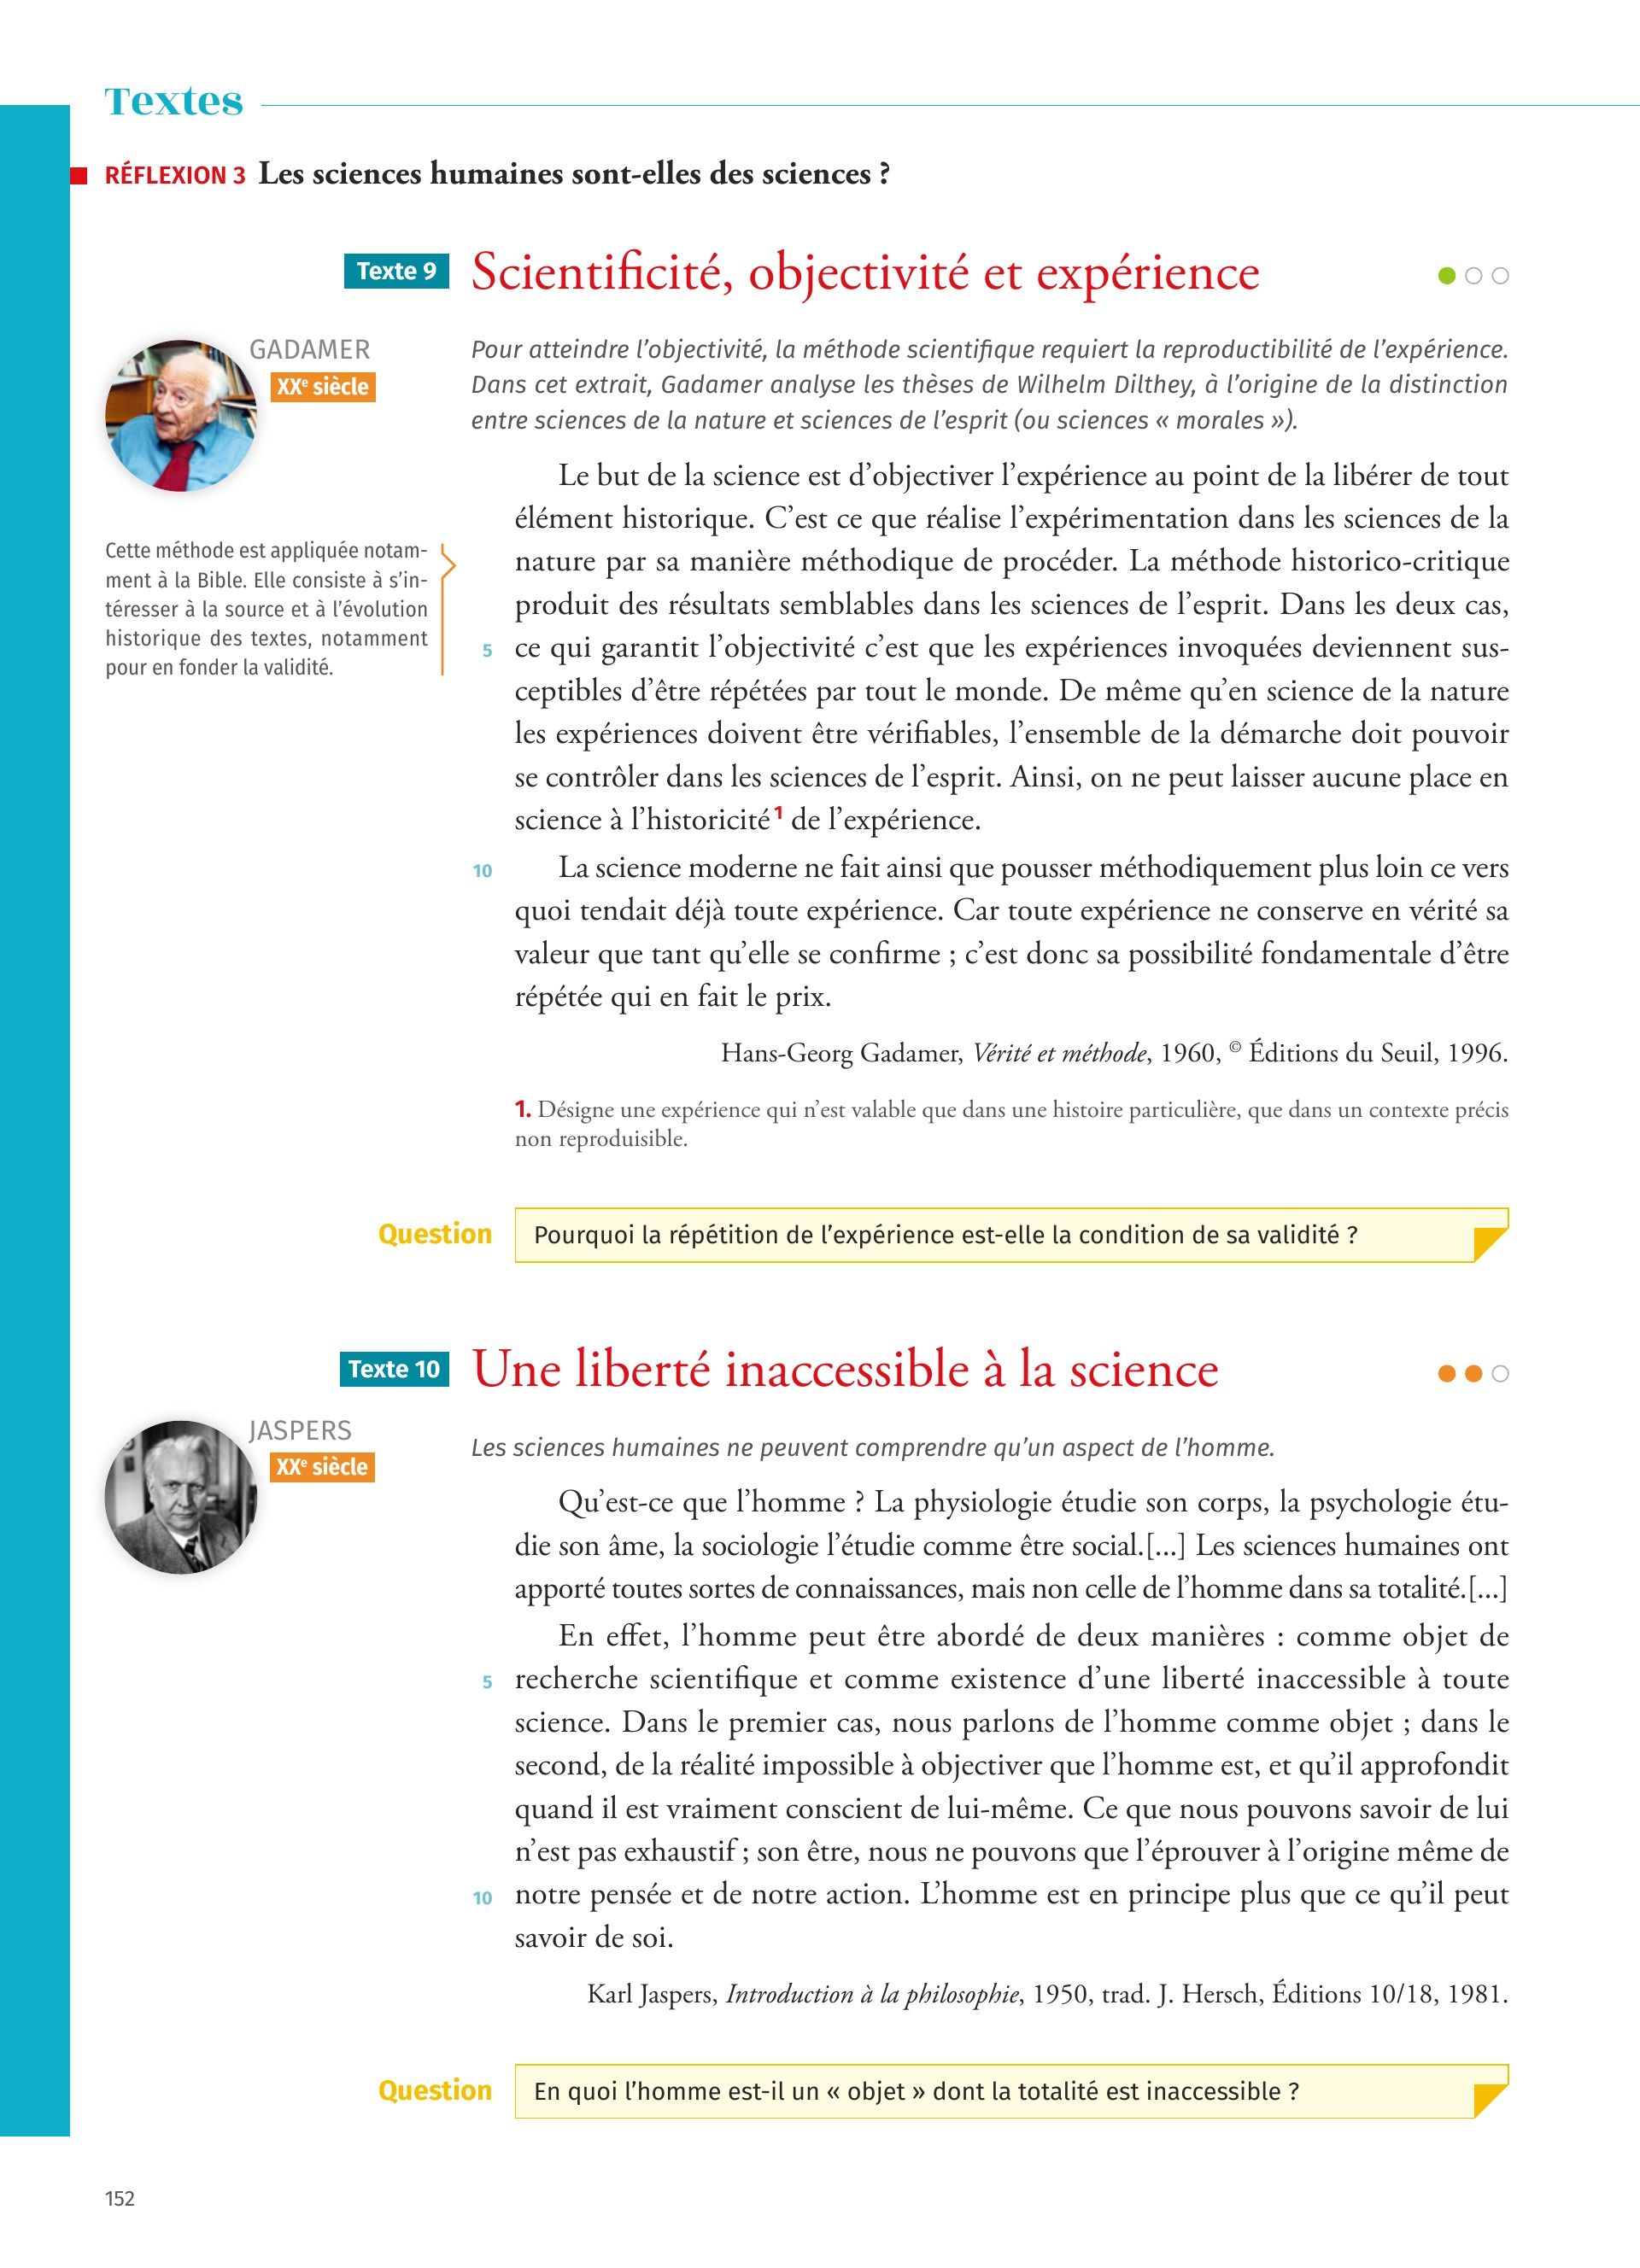 Textes
RÉFLEXION 3 Les sciences humaines sont-elles des sciences ?
Texte 9 Scientificité, objectivité et expérience
GADAMER
XXe siècle
Pour atteindre l’objectivité, la méthode scientifique requiert la reproductibilité de l’expérience.
Dans cet extrait, Gadamer analyse les thèses de Wilhelm Dilthey, à l’origine de la distinction
entre sciences de la nature et sciences de l’esprit (ou sciences « morales »).
Cette méthode est appliquée notam-
ment à la Bible. Elle consiste à s’in-
téresser à la source et à l’évolution
historique des textes, notamment
pour en fonder la validité.
Le but de la science est d’objectiver l’expérience au point de la libérer de tout
élément historique. C’est ce que réalise l’expérimentation dans les sciences de la
nature par sa manière méthodique de procéder. La méthode historico-critique
produit des résultats semblables dans les sciences de l’esprit. Dans les deux cas,
5 ce qui garantit l’objectivité c’est que les expériences invoquées deviennent sus-
ceptibles d’être répétées par tout le monde. De même qu’en science de la nature
les expériences doivent être vérifiables, l’ensemble de la démarche doit pouvoir
se contrôler dans les sciences de l’esprit. Ainsi, on ne peut laisser aucune place en
science à l’historicité1 de l’expérience.
10 La science moderne ne fait ainsi que pousser méthodiquement plus loin ce vers
quoi tendait déjà toute expérience. Car toute expérience ne conserve en vérité sa
valeur que tant qu’elle se confirme ; c’est donc sa possibilité fondamentale d’être
répétée qui en fait le prix.
Hans-Georg Gadamer, Vérité et méthode, 1960, © Éditions du Seuil, 1996.
1. Désigne une expérience qui n’est valable que dans une histoire particulière, que dans un contexte précis
non reproduisible.
Question Pourquoi la répétition de l’expérience est-elle la condition de sa validité ?
Texte 10 Une liberté inaccessible à la science
JASPERS
XXe siècle
Les sciences humaines ne peuvent comprendre qu’un aspect de l’homme.
Qu’est-ce que l’homme ? La physiologie étudie son corps, la psychologie étu-
die son âme, la sociologie l’étudie comme être social.[...] Les sciences humaines ont
apporté toutes sortes de connaissances, mais non celle de l’homme dans sa totalité.[...]
En effet, l’homme peut être abordé de deux manières : comme objet de
5 recherche scientifique et comme existence d’une liberté inaccessible à toute
science. Dans le premier cas, nous parlons de l’homme comme objet ; dans le
second, de la réalité impossible à objectiver que l’homme est, et qu’il approfondit
quand il est vraiment conscient de lui-même. Ce que nous pouvons savoir de lui
n’est pas exhaustif ; son être, nous ne pouvons que l’éprouver à l’origine même de
10 notre pensée et de notre action. L’homme est en principe plus que ce qu’il peut
savoir de soi.
Karl Jaspers, Introduction à la philosophie, 1950, trad. J. Hersch, Éditions 10/18, 1981.
Question En quoi l’homme est-il un « objet » dont la totalité est inaccessible ?
152